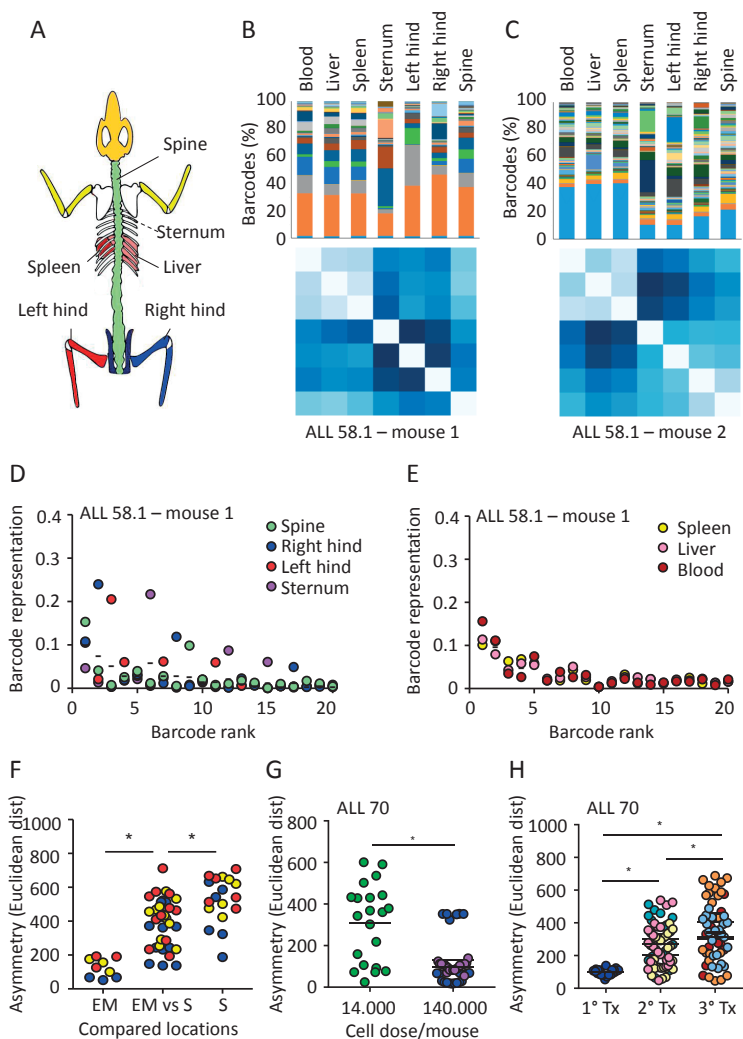 A
Spine
Sternum
Spleen
Liver
Left hind
Right hind
B
Blood
Liver
Spleen
Sternum
Left hind
Right hind
Spine
Barcodes (%)
100
80
60
40
20
0
ALL 58.1 – mouse 1
C
Blood
Liver
Spleen
Sternum
Left hind
Right hind
Spine
Barcodes (%)
100
80
60
40
20
0
ALL 58.1 – mouse 2
D
ALL 58.1 – mouse 1
Spine
Right hind
Left hind
Sternum
Barcode representation
0.4
0.3
0.2
0.1
0
0 5 10 15 20
Barcode rank
E
ALL 58.1 – mouse 1
Spleen
Liver
Blood
Barcode representation
0.4
0.3
0.2
0.1
0
0 5 10 15 20
Barcode rank
F
Asymmetry (Euclidean dist)
1000
800
600
400
200
0
* *
EM EM vs S S
Compared locations
G
ALL 70
Asymmetry (Euclidean dist)
800
600
400
200
0
*
14.000 140.000
Cell dose/mouse
H
ALL 70
Asymmetry (Euclidean dist)
1000
800
600
400
200
0
*
* *
1° Tx 2° Tx 3° Tx